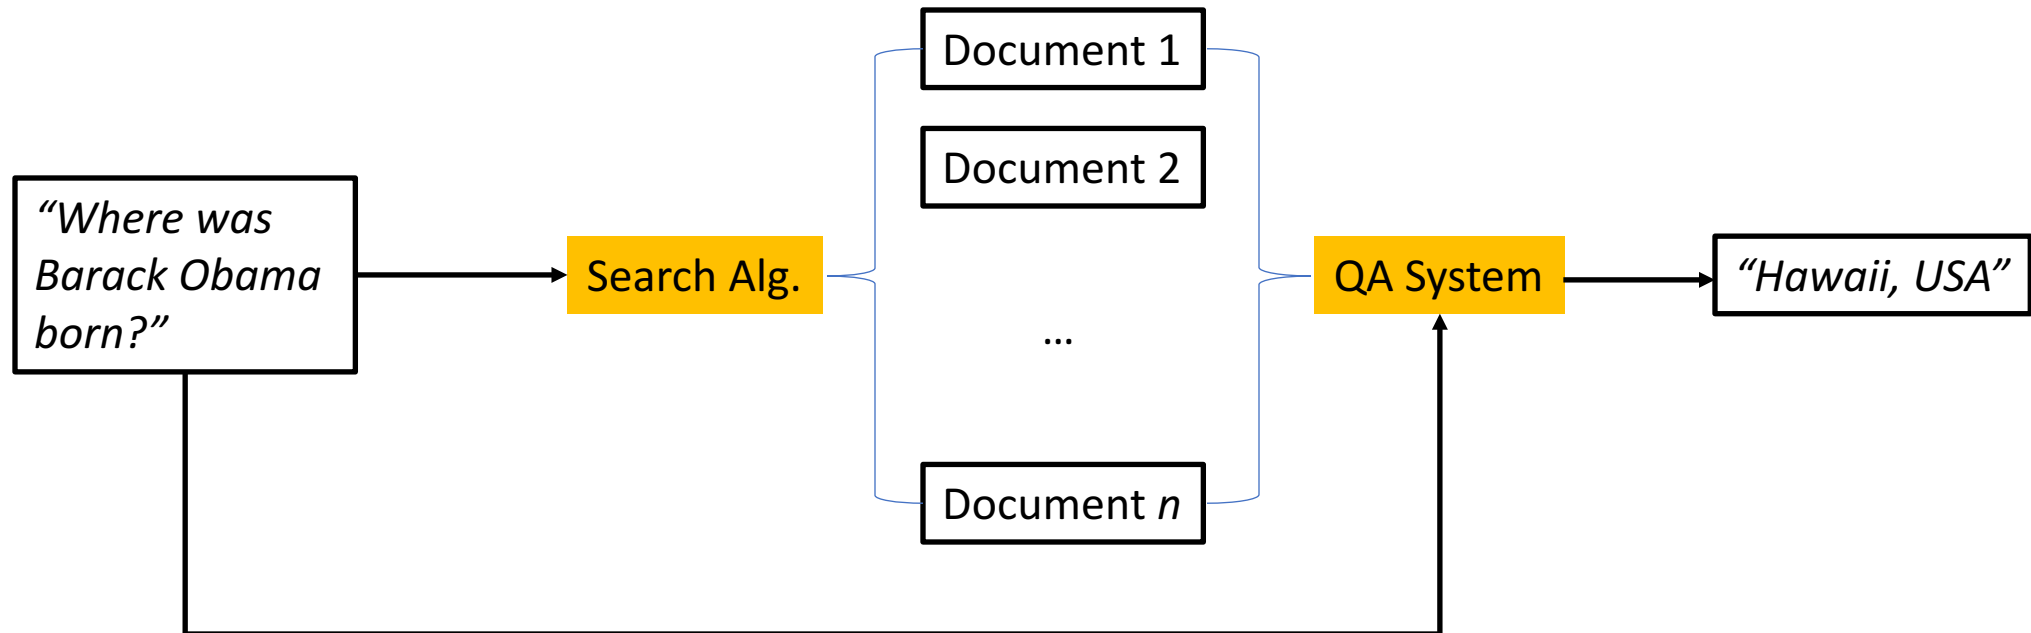 “Where was
Barack Obama
born?”
Search Alg.
Document 1
Document 2
...
Document n
QA System
“Hawaii, USA”